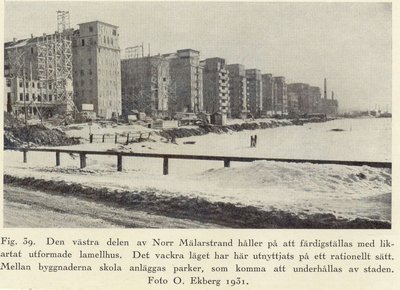 Fig. 39. Den västra delen av Norr Mälarstrand håller på att färdigställas med lik-
artat utformade lamellhus. Det vackra läget har här utnyttjats på ett rationellt sätt.
Mellan byggnaderna skola anläggas parker, som komma att underhållas av staden.
Foto O. Ekberg 1931.